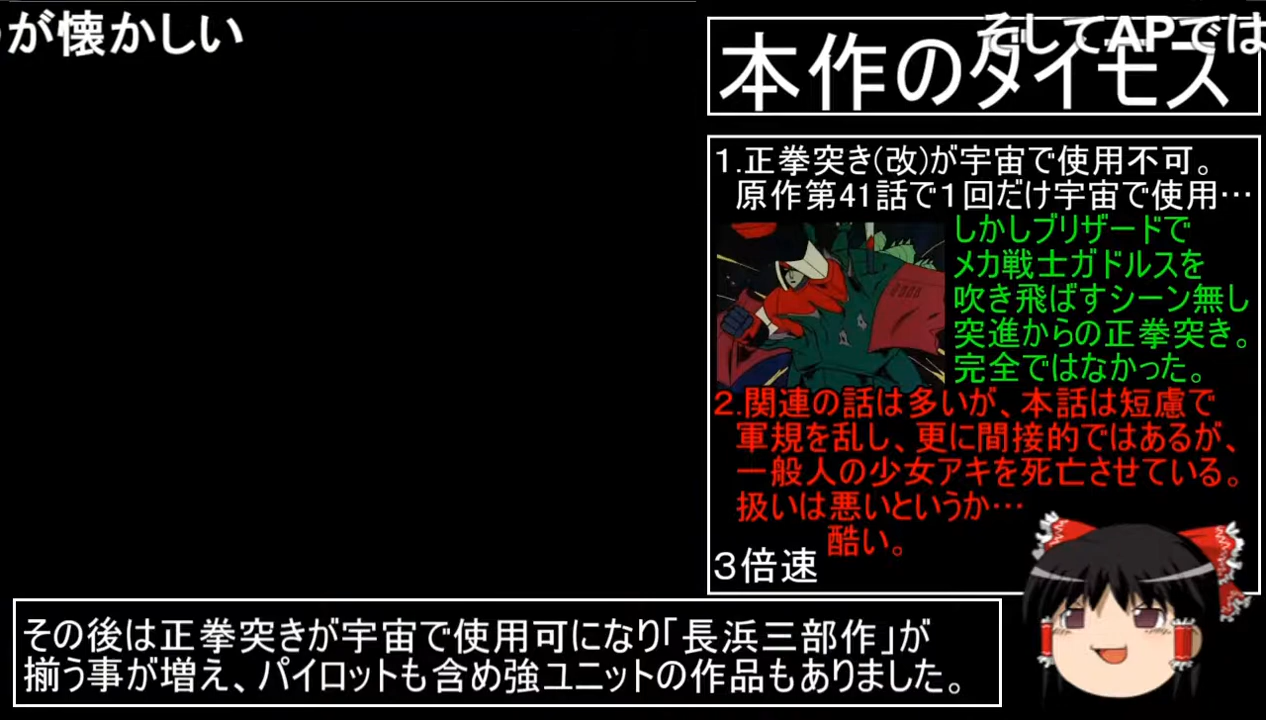 が懐かしい
そしてAPでは
本作のダイモス
1.正拳突き(改)が宇宙で使用不可。
原作第41話で1回だけ宇宙で使用…
しかしブリザードで
メカ戦士ガドルスを
吹き飛ばすシーン無し
突進からの正拳突き。
完全ではなかった。
2.関連の話は多いが、本話は短慮で
軍規を乱し、更に間接的ではあるが、
一般人の少女アキを死亡させている。
扱いは悪いというか…
酷い。
3倍速
その後は正拳突きが宇宙で使用可になり「長浜三部作」が
揃う事が増え、パイロットも含め強ユニットの作品もありました。